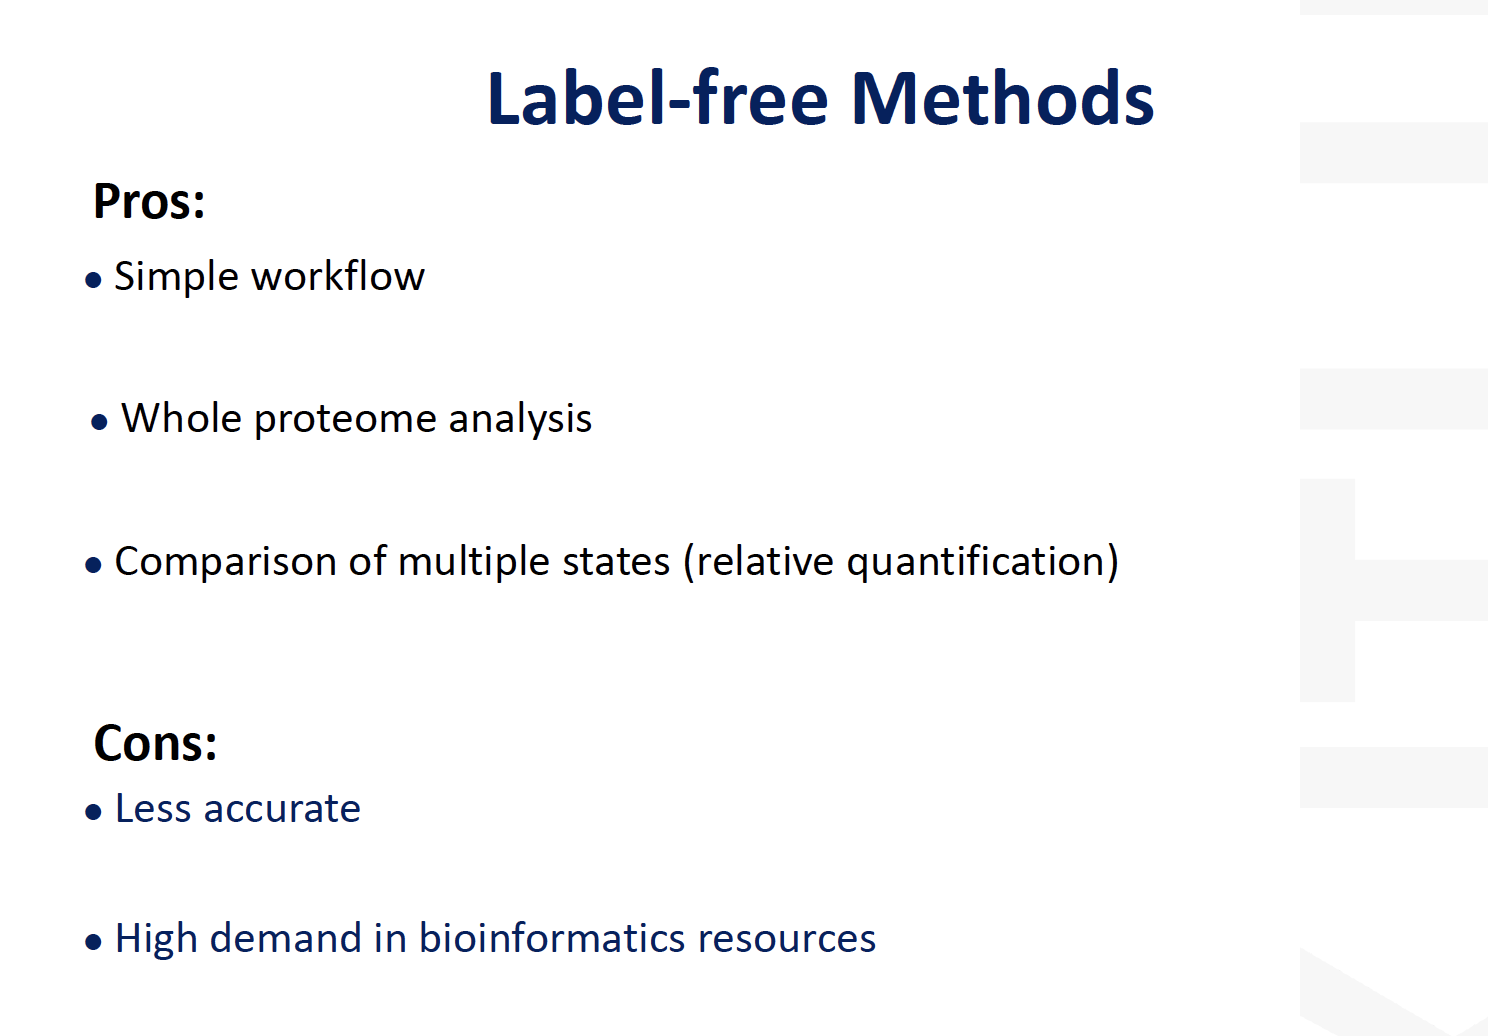 Label-free Methods
Pros:
• Simple workflow
• Whole proteome analysis
• Comparison of multiple states (relative quantification)
Cons:
• Less accurate
• High demand in bioinformatics resources